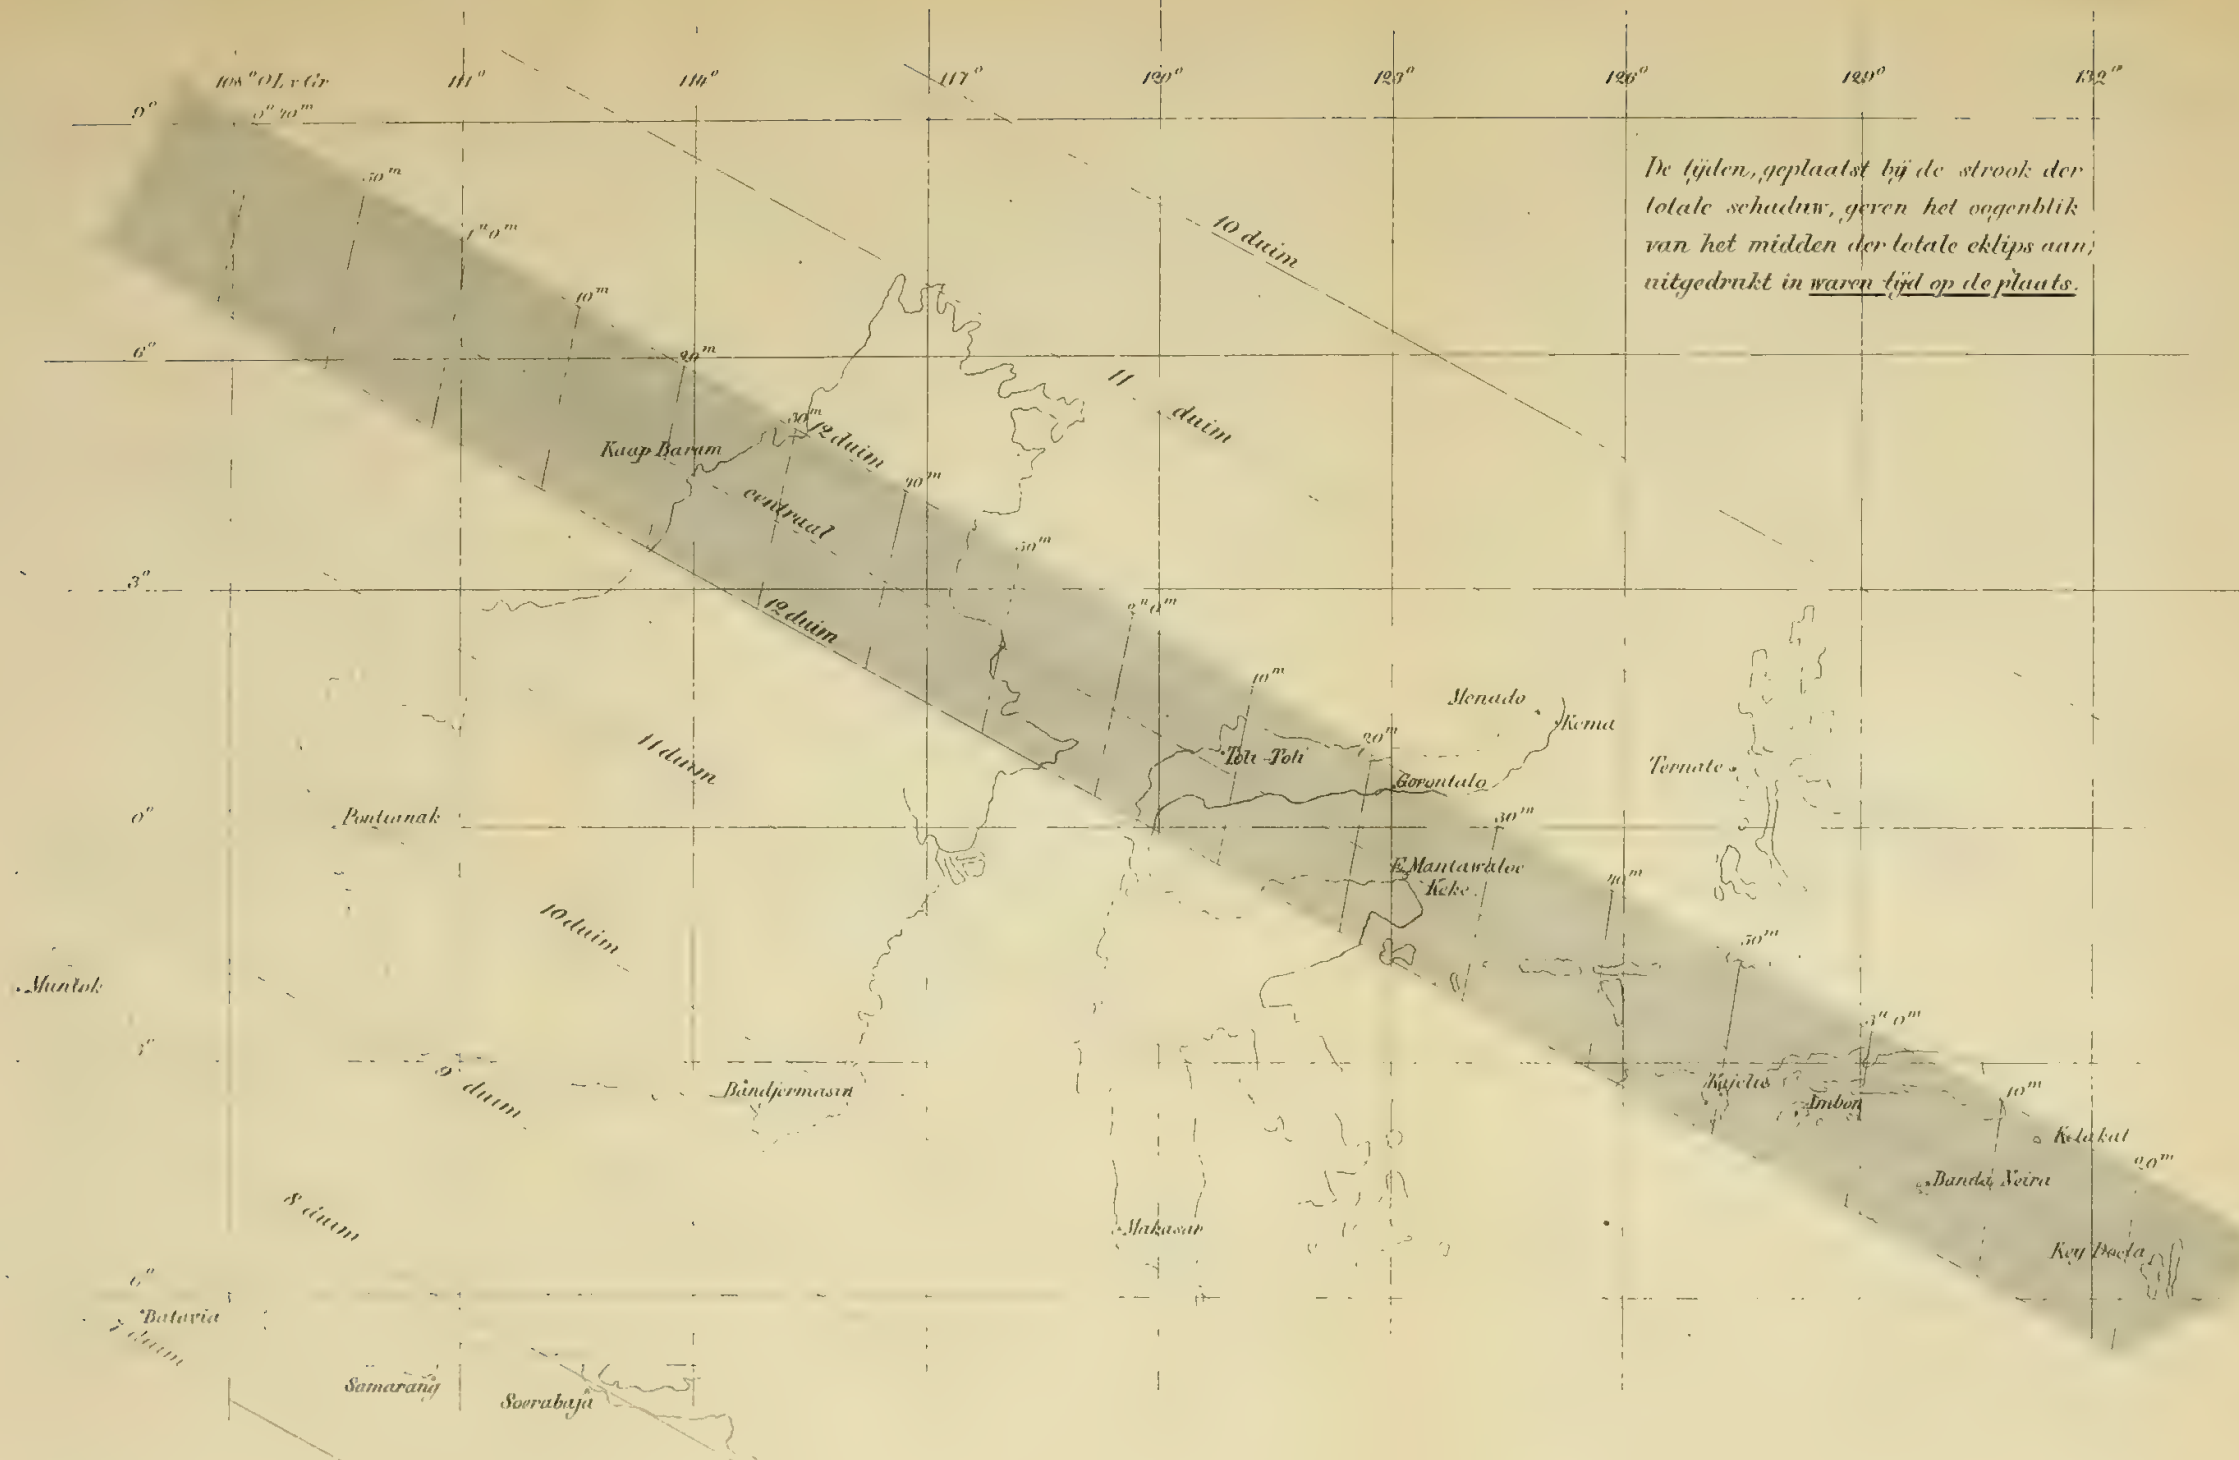 108° OL v Gr
111°
114°
117°
120°
123°
126°
129°
132°
9°
0ᵘ 40ᵐ
50ᵐ
1ᵘ 0ᵐ
10ᵐ
20ᵐ
30ᵐ
40ᵐ
50ᵐ
2ᵘ 0ᵐ
10ᵐ
20ᵐ
30ᵐ
40ᵐ
50ᵐ
3ᵘ 0ᵐ
10ᵐ
20ᵐ
De tijden, geplaatst bij de strook der
totale schaduw, geven het oogenblik
van het midden der totale eklips aan,
uitgedrukt in waren tijd op de plaats.
10 duim
6°
11 duim
Kaap Baram
12 duim
centraal
3°
12 duim
Menado
Kema
11 duim
Toli-Toli
Ternate
Gorontalo
0°
Pontianak
E. Mantawaloe
Keke
10 duim
Muntok
3°
9 duim
Bandjermasin
Kajelie
Ambon
Kelakat
Banda Neira
8 duim
Makasar
Key Doela
6°
Batavia
7 duim
Samarang
Soerabaja